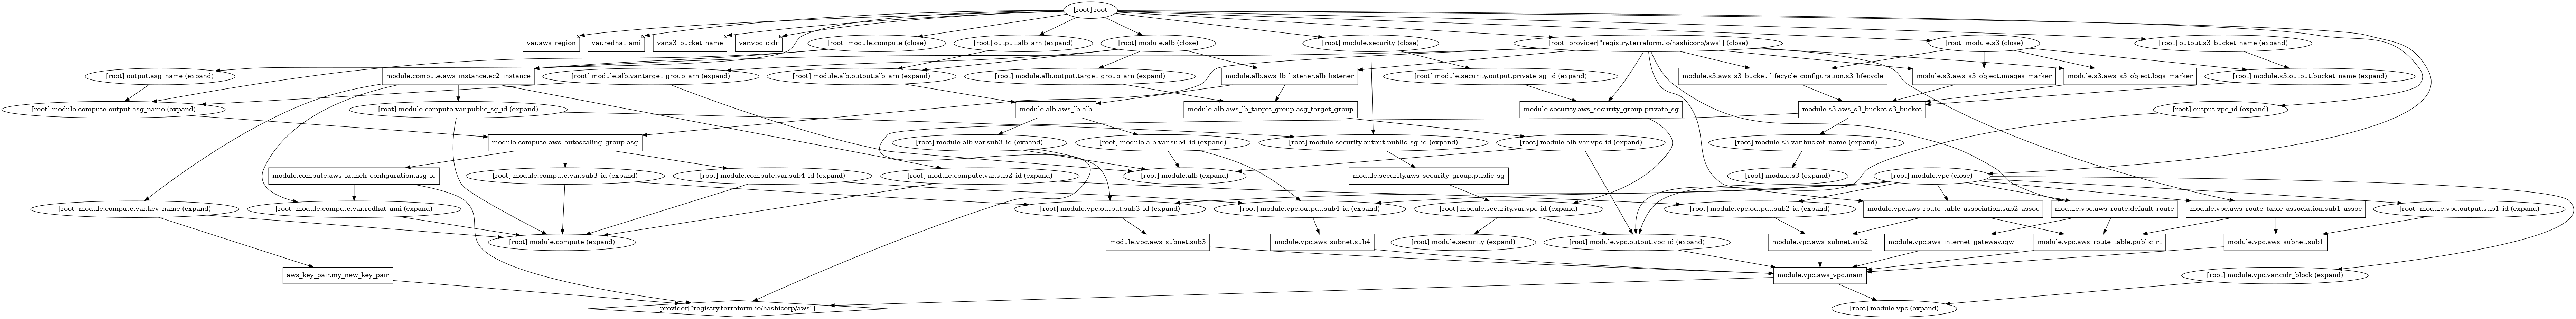 [root] root
var.aws_region
var.redhat_ami
var.s3_bucket_name
var.vpc_cidr
[root] module.compute (close)
[root] output.alb_arn (expand)
[root] module.alb (close)
[root] module.security (close)
[root] provider["registry.terraform.io/hashicorp/aws"] (close)
[root] module.s3 (close)
[root] output.s3_bucket_name (expand)
[root] output.asg_name (expand)
module.compute.aws_instance.ec2_instance
[root] module.alb.var.target_group_arn (expand)
[root] module.alb.output.alb_arn (expand)
[root] module.alb.output.target_group_arn (expand)
module.alb.aws_lb_listener.alb_listener
[root] module.security.output.private_sg_id (expand)
module.s3.aws_s3_bucket_lifecycle_configuration.s3_lifecycle
module.s3.aws_s3_object.images_marker
module.s3.aws_s3_object.logs_marker
[root] module.s3.output.bucket_name (expand)
[root] module.compute.output.asg_name (expand)
[root] module.compute.var.public_sg_id (expand)
module.alb.aws_lb.alb
module.alb.aws_lb_target_group.asg_target_group
module.security.aws_security_group.private_sg
module.s3.aws_s3_bucket.s3_bucket
[root] output.vpc_id (expand)
module.compute.aws_autoscaling_group.asg
[root] module.alb.var.sub3_id (expand)
[root] module.alb.var.sub4_id (expand)
[root] module.security.output.public_sg_id (expand)
[root] module.alb.var.vpc_id (expand)
[root] module.s3.var.bucket_name (expand)
module.compute.aws_launch_configuration.asg_lc
[root] module.compute.var.sub3_id (expand)
[root] module.compute.var.sub4_id (expand)
[root] module.compute.var.sub2_id (expand)
[root] module.alb (expand)
module.security.aws_security_group.public_sg
[root] module.s3 (expand)
[root] module.vpc (close)
[root] module.compute.var.key_name (expand)
[root] module.compute.var.redhat_ami (expand)
[root] module.vpc.output.sub3_id (expand)
[root] module.vpc.output.sub4_id (expand)
[root] module.security.var.vpc_id (expand)
[root] module.vpc.output.sub2_id (expand)
module.vpc.aws_route_table_association.sub2_assoc
module.vpc.aws_route.default_route
module.vpc.aws_route_table_association.sub1_assoc
[root] module.vpc.output.sub1_id (expand)
[root] module.compute (expand)
module.vpc.aws_subnet.sub3
module.vpc.aws_subnet.sub4
[root] module.security (expand)
[root] module.vpc.output.vpc_id (expand)
module.vpc.aws_subnet.sub2
module.vpc.aws_internet_gateway.igw
module.vpc.aws_route_table.public_rt
module.vpc.aws_subnet.sub1
aws_key_pair.my_new_key_pair
module.vpc.aws_vpc.main
[root] module.vpc.var.cidr_block (expand)
provider["registry.terraform.io/hashicorp/aws"]
[root] module.vpc (expand)